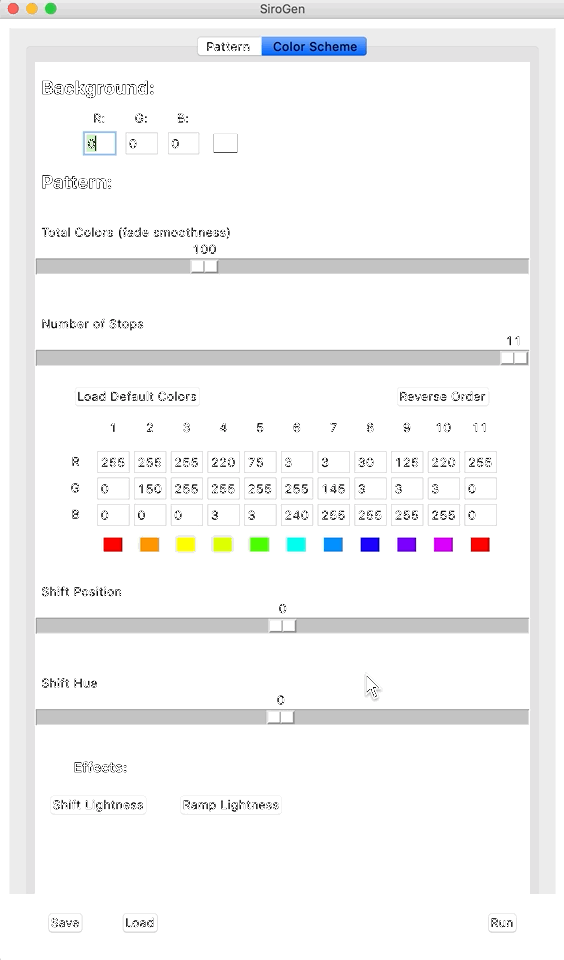 SiroGen
Pattern Color Scheme
Background:
R: G: B:
0 0 0
Pattern:
Total Colors (fade smoothness)
100
Number of Stops
11
Load Default Colors Reverse Order
1 2 3 4 5 6 7 8 9 10 11
R 255 255 255 220 75 3 3 30 125 220 255
G 0 150 255 255 255 255 145 3 3 3 0
B 0 0 0 3 3 240 255 255 255 255 0
Shift Position
0
Shift Hue
0
Effects:
Shift Lightness Ramp Lightness
Save Load Run